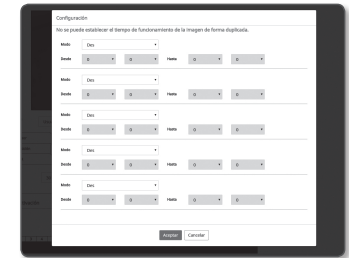 Configuración
No se puede establecer el tiempo de funcionamiento de la imagen de forma duplicada.
Modo Des
Desde 0 0 Hasta 0 0
Modo Des
Desde 0 0 Hasta 0 0
Modo Des
Desde 0 0 Hasta 0 0
Modo Des
Desde 0 0 Hasta 0 0
Modo Des
Desde 0 0 Hasta 0 0
Aceptar Cancelar